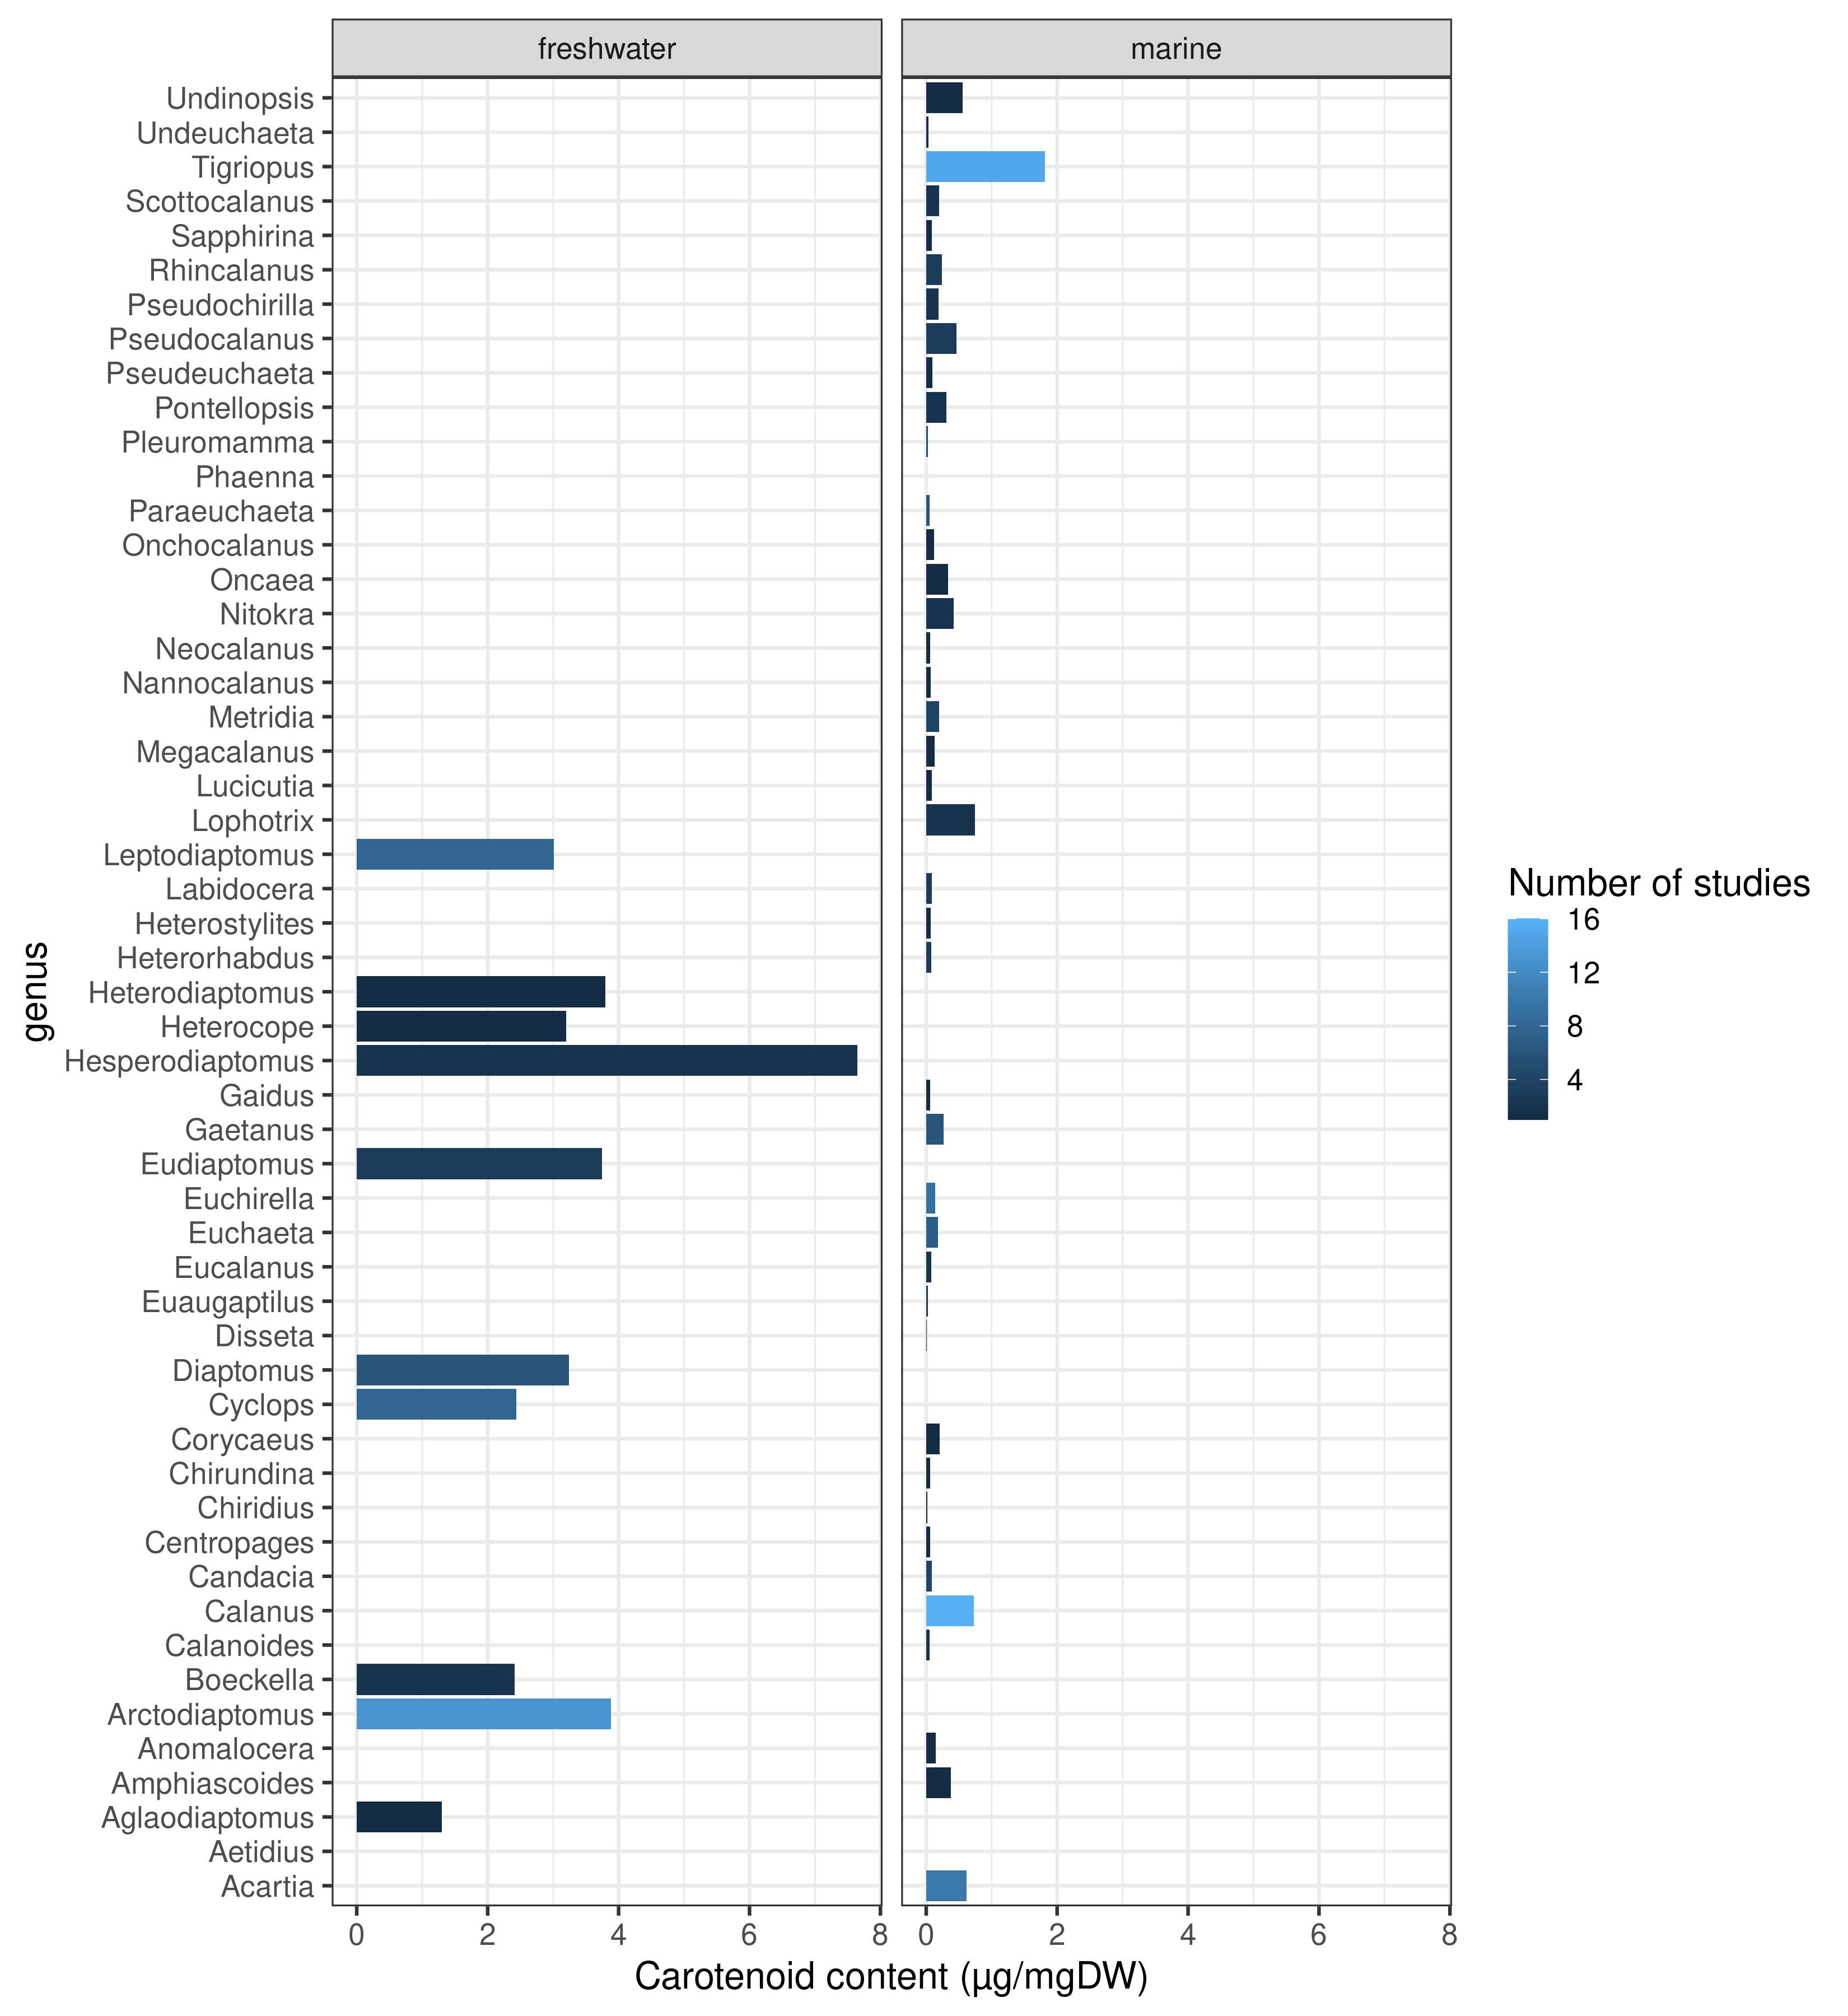 freshwater
marine
Undinopsis
Undeuchaeta
Tigriopus
Scottocalanus
Sapphirina
Rhincalanus
Pseudochirilla
Pseudocalanus
Pseudeuchaeta
Pontellopsis
Pleuromamma
Phaenna
Paraeuchaeta
Onchocalanus
Oncaea
Nitokra
Neocalanus
Nannocalanus
Metridia
Megacalanus
Lucicutia
Lophotrix
Leptodiaptomus
Labidocera
Heterostylites
Heterorhabdus
Heterodiaptomus
Heterocope
Hesperodiaptomus
Gaidus
Gaetanus
Eudiaptomus
Euchirella
Euchaeta
Eucalanus
Euaugaptilus
Disseta
Diaptomus
Cyclops
Corycaeus
Chirundina
Chiridius
Centropages
Candacia
Calanus
Calanoides
Boeckella
Arctodiaptomus
Anomalocera
Amphiascoides
Aglaodiaptomus
Aetidius
Acartia
genus
0 2 4 6 8
0 2 4 6 8
Carotenoid content (µg/mgDW)
Number of studies
16
12
8
4